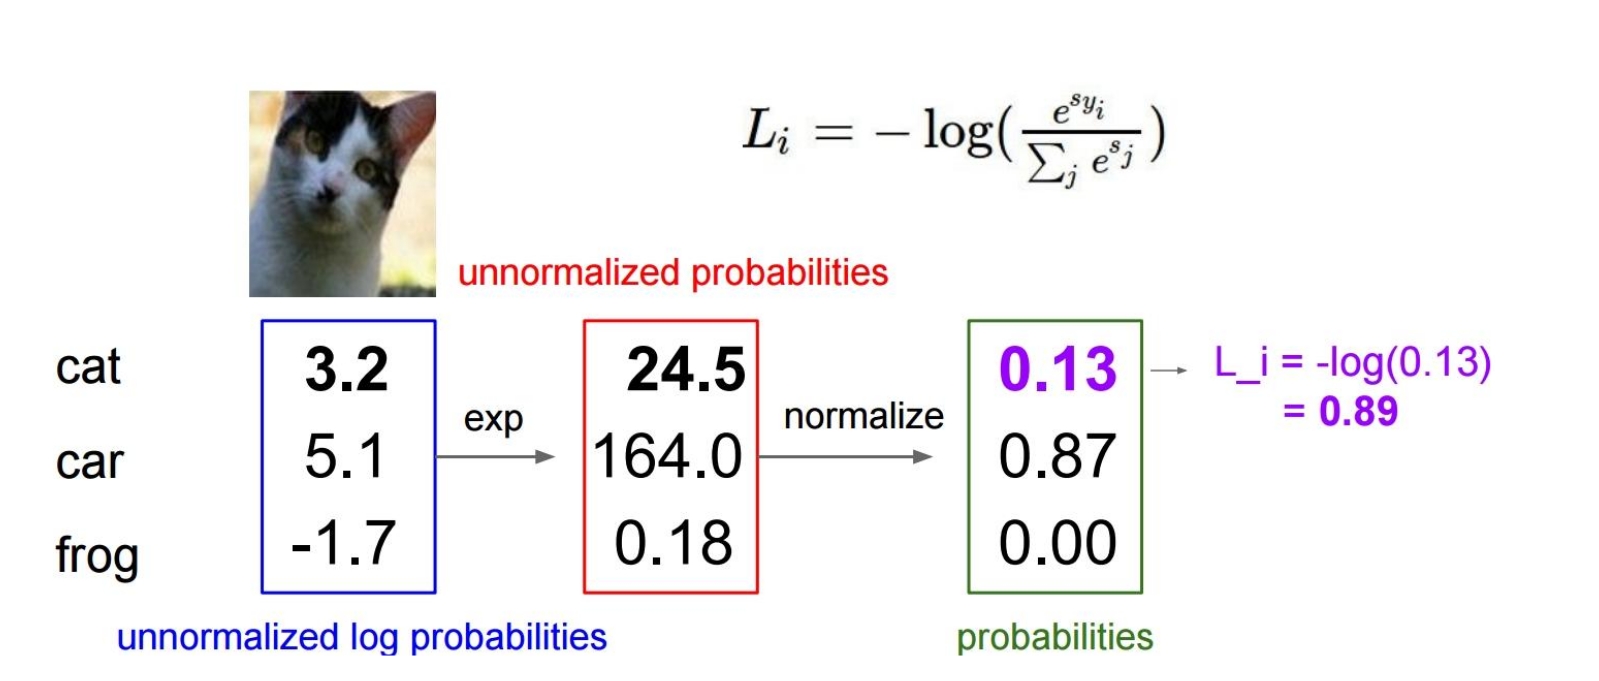 L_i = − log( e^{s_{y_i}} / ∑_j e^{s_j} )
unnormalized probabilities
cat 3.2 24.5 0.13 L_i = -log(0.13)
= 0.89
exp normalize
car 5.1 164.0 0.87
frog -1.7 0.18 0.00
unnormalized log probabilities probabilities